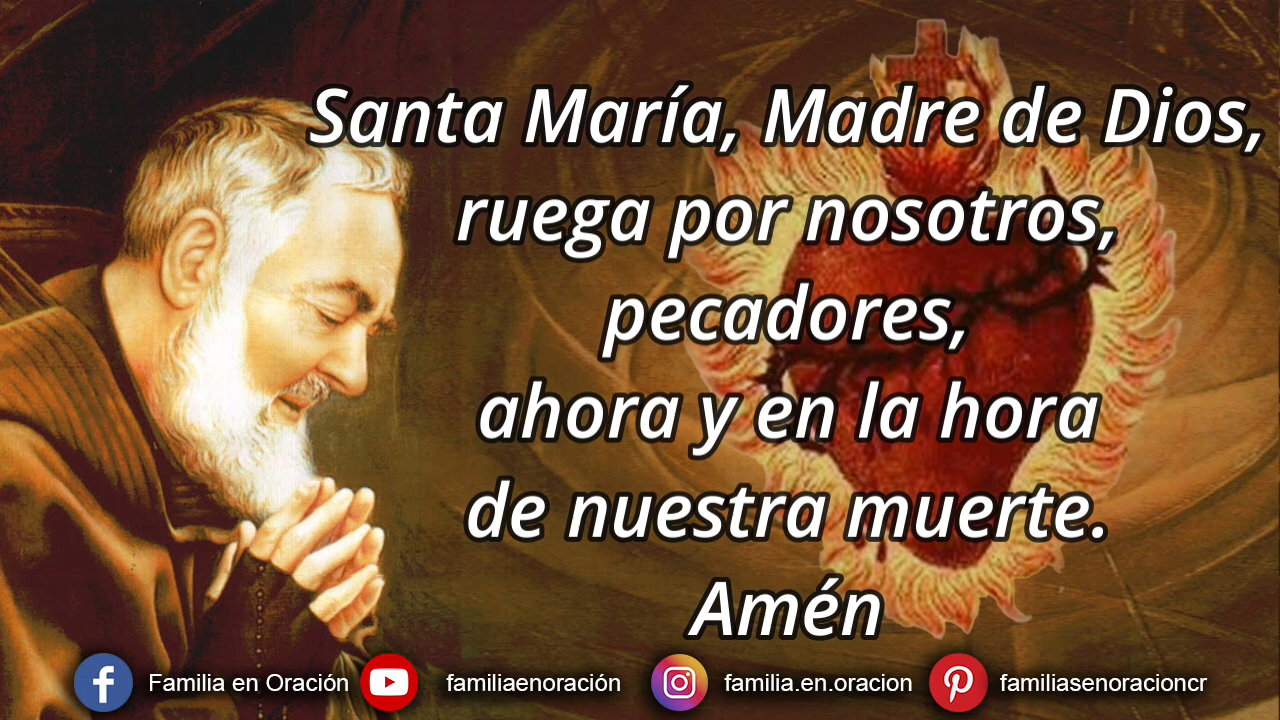 Santa María, Madre de Dios,
ruega por nosotros,
pecadores,
ahora y en la hora
de nuestra muerte.
Amén
Familia en Oración familiaenoración familia.en.oracion familiasenoracioncr